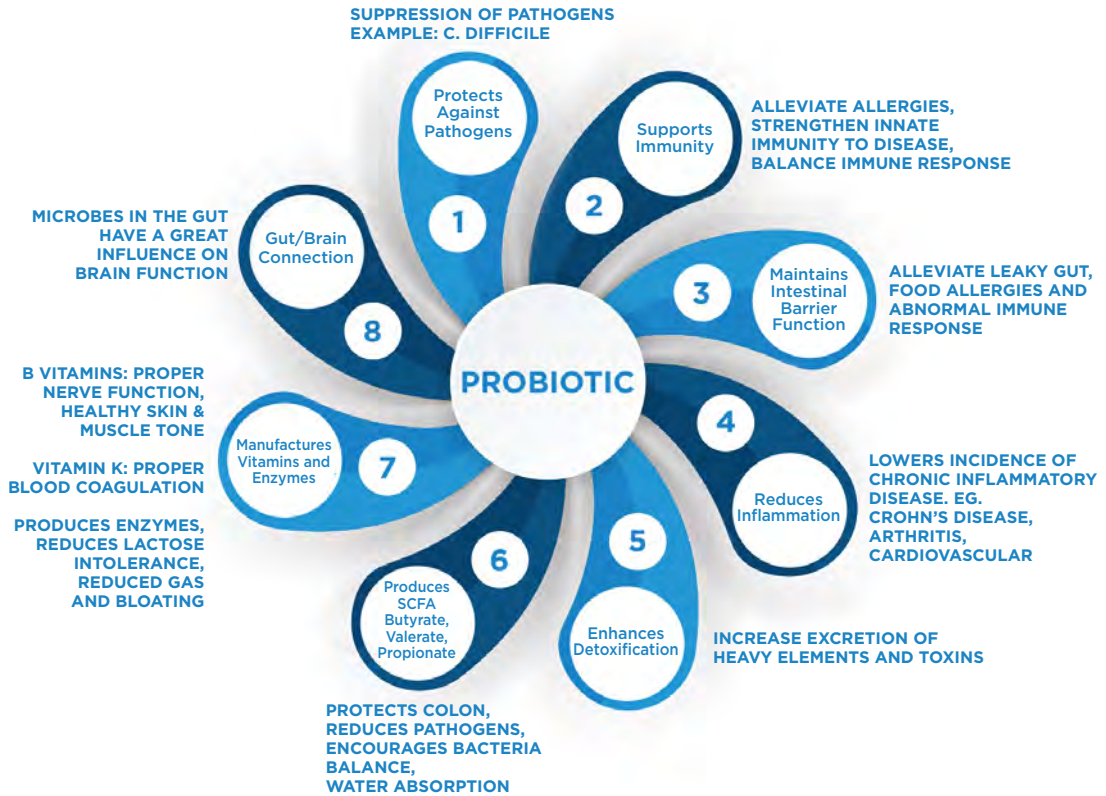 SUPPRESSION OF PATHOGENS
EXAMPLE: C. DIFFICILE
Protects
Against
Pathogens
1
Supports
Immunity
2
ALLEVIATE ALLERGIES,
STRENGTHEN INNATE
IMMUNITY TO DISEASE,
BALANCE IMMUNE RESPONSE
3
Maintains
Intestinal
Barrier
Function
ALLEVIATE LEAKY GUT,
FOOD ALLERGIES AND
ABNORMAL IMMUNE
RESPONSE
4
Reduces
Inflammation
LOWERS INCIDENCE OF
CHRONIC INFLAMMATORY
DISEASE. EG.
CROHN'S DISEASE,
ARTHRITIS,
CARDIOVASCULAR
5
Enhances
Detoxification
INCREASE EXCRETION OF
HEAVY ELEMENTS AND TOXINS
6
Produces
SCFA
Butyrate,
Valerate,
Propionate
PROTECTS COLON,
REDUCES PATHOGENS,
ENCOURAGES BACTERIA
BALANCE,
WATER ABSORPTION
7
Manufactures
Vitamins and
Enzymes
B VITAMINS: PROPER
NERVE FUNCTION,
HEALTHY SKIN &
MUSCLE TONE
VITAMIN K: PROPER
BLOOD COAGULATION
PRODUCES ENZYMES,
REDUCES LACTOSE
INTOLERANCE,
REDUCED GAS
AND BLOATING
8
Gut/Brain
Connection
MICROBES IN THE GUT
HAVE A GREAT
INFLUENCE ON
BRAIN FUNCTION
PROBIOTIC